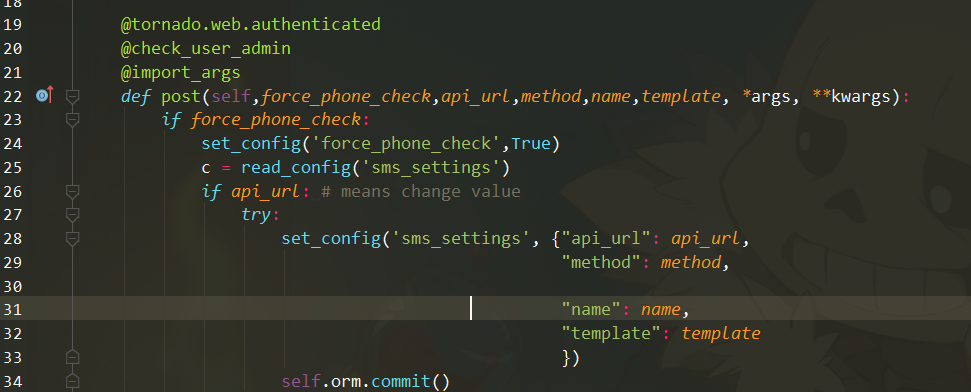 18
19 @tornado.web.authenticated
20 @check_user_admin
21 @import_args
22 def post(self,force_phone_check,api_url,method,name,template, *args, **kwargs):
23 if force_phone_check:
24 set_config('force_phone_check',True)
25 c = read_config('sms_settings')
26 if api_url: # means change value
27 try:
28 set_config('sms_settings', {"api_url": api_url,
29 "method": method,
30
31 "name": name,
32 "template": template
33 })
34 self.orm.commit()